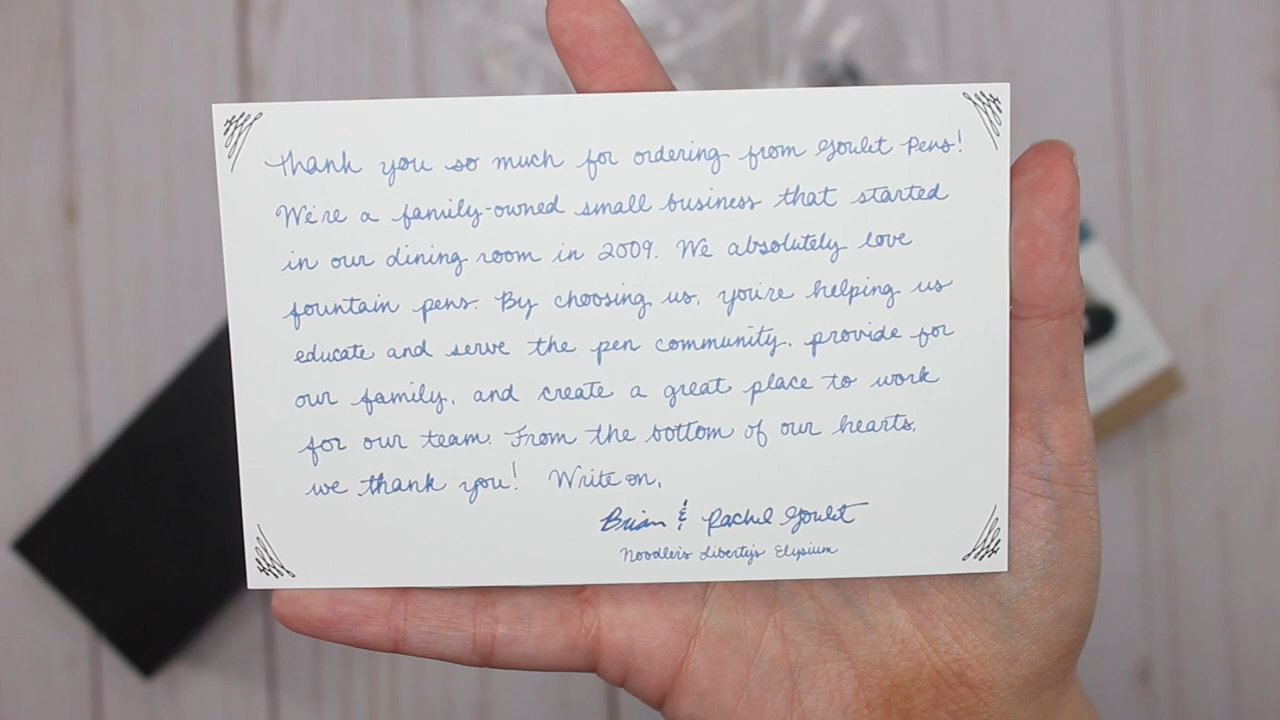 Thank you so much for ordering from Goulet Pens!
We're a family-owned small business that started
in our dining room in 2009. We absolutely love
fountain pens. By choosing us, you're helping us
educate and serve the pen community, provide for
our family, and create a great place to work
for our team. From the bottom of our hearts,
we thank you! Write on,
Brian & Rachel Goulet
Noodler's Liberty's Elysium